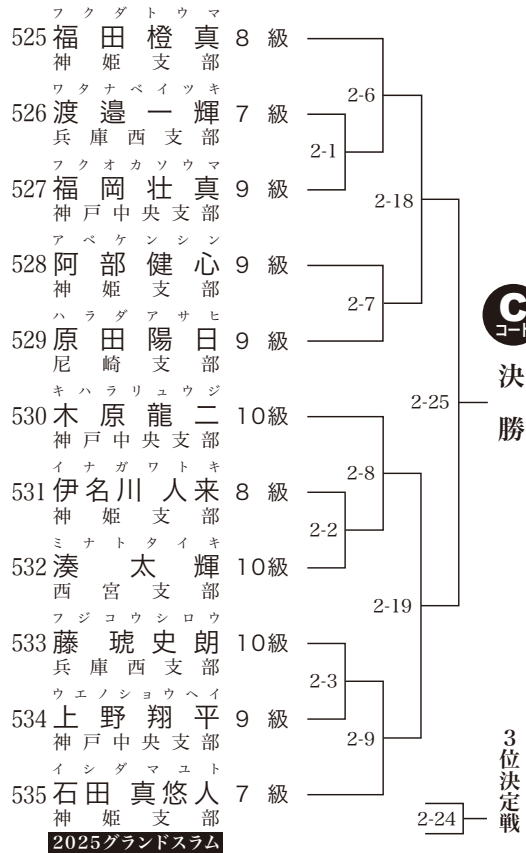 フクダトウマ
525 福田橙真 8級
神姫支部
ワタナベイツキ
526 渡邉一輝 7級
兵庫西支部
フクオカソウマ
527 福岡壮真 9級
神戸中央支部
アベケンシン
528 阿部健心 9級
神姫支部
ハラダアサヒ
529 原田陽日 9級
尼崎支部
キハラリュウジ
530 木原龍二 10級
神戸中央支部
イナガワトキ
531 伊名川人来 8級
神姫支部
ミナトタイキ
532 湊太輝 10級
西宮支部
フジコウシロウ
533 藤琥史朗 10級
兵庫西支部
ウエノショウヘイ
534 上野翔平 9級
神戸中央支部
イシダマユト
535 石田真悠人 7級
神姫支部
2025グランドスラム
2-6
2-1
2-18
2-7
2-25
2-8
2-2
2-19
2-3
2-9
2-24
C
コート
決勝
3位決定戦